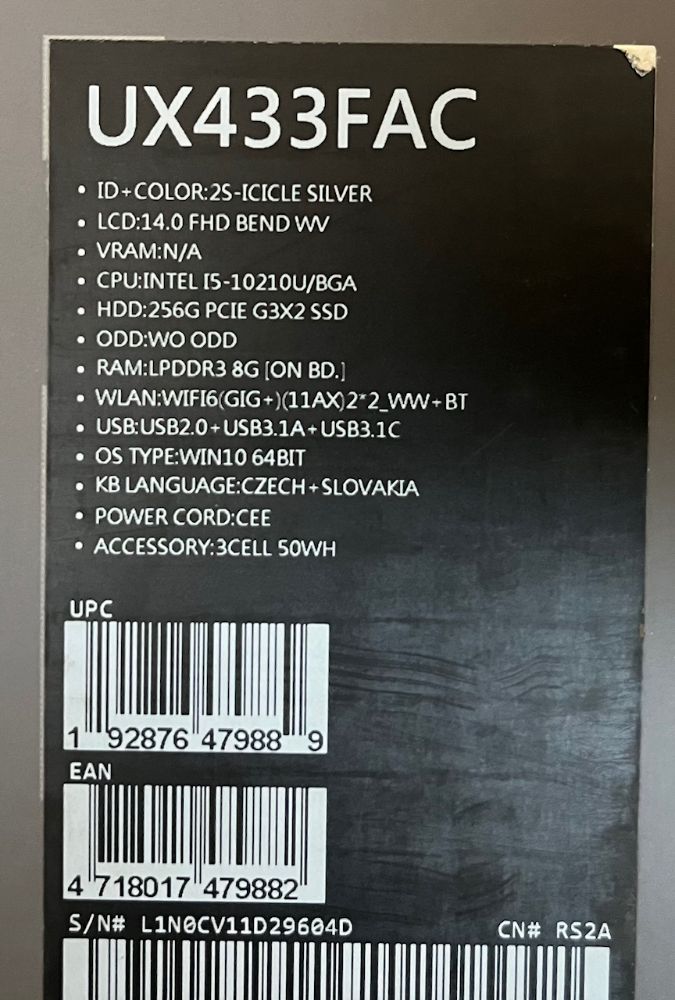 UX433FAC
• ID+COLOR:2S-ICICLE SILVER
• LCD:14.0 FHD BEND WV
• VRAM:N/A
• CPU:INTEL I5-10210U/BGA
• HDD:256G PCIE G3X2 SSD
• ODD:WO ODD
• RAM:LPDDR3 8G [ON BD.]
• WLAN:WIFI6(GIG+)(11AX)2*2_WW+BT
• USB:USB2.0+USB3.1A+USB3.1C
• OS TYPE:WIN10 64BIT
• KB LANGUAGE:CZECH+SLOVAKIA
• POWER CORD:CEE
• ACCESSORY:3CELL 50WH
UPC
1 92876 47988 9
EAN
4 718017 479882
S/N# L1N0CV11D29604D CN# RS2A